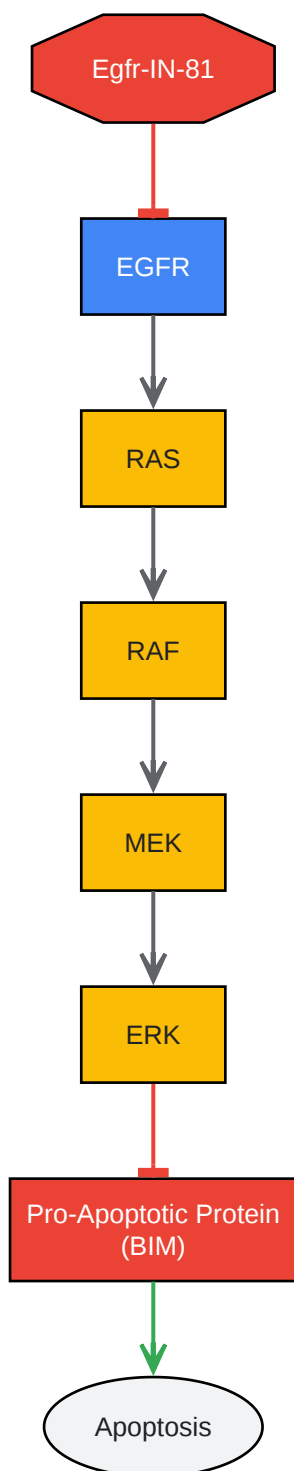 Egfr-IN-81
EGFR
RAS
RAF
MEK
ERK
Pro-Apoptotic Protein
(BIM)
Apoptosis